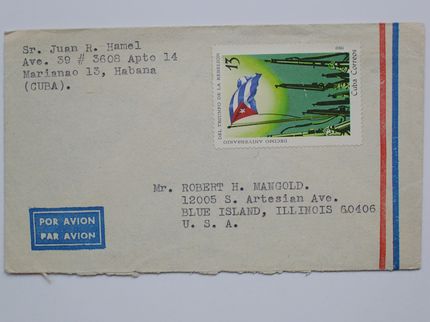 Sr. Juan R. Hamel
Ave. 39 # 3608 Apto 14
Marianao 13, Habana
(CUBA).
13
DEL TRIUNFO DE LA REBELION
DECIMO ANIVERSARIO
Cuba Correos
Mr. ROBERT H. MANGOLD.
12005 S. Artesian Ave.
BLUE ISLAND, ILLINOIS 60406
U. S. A.
POR AVION
PAR AVION